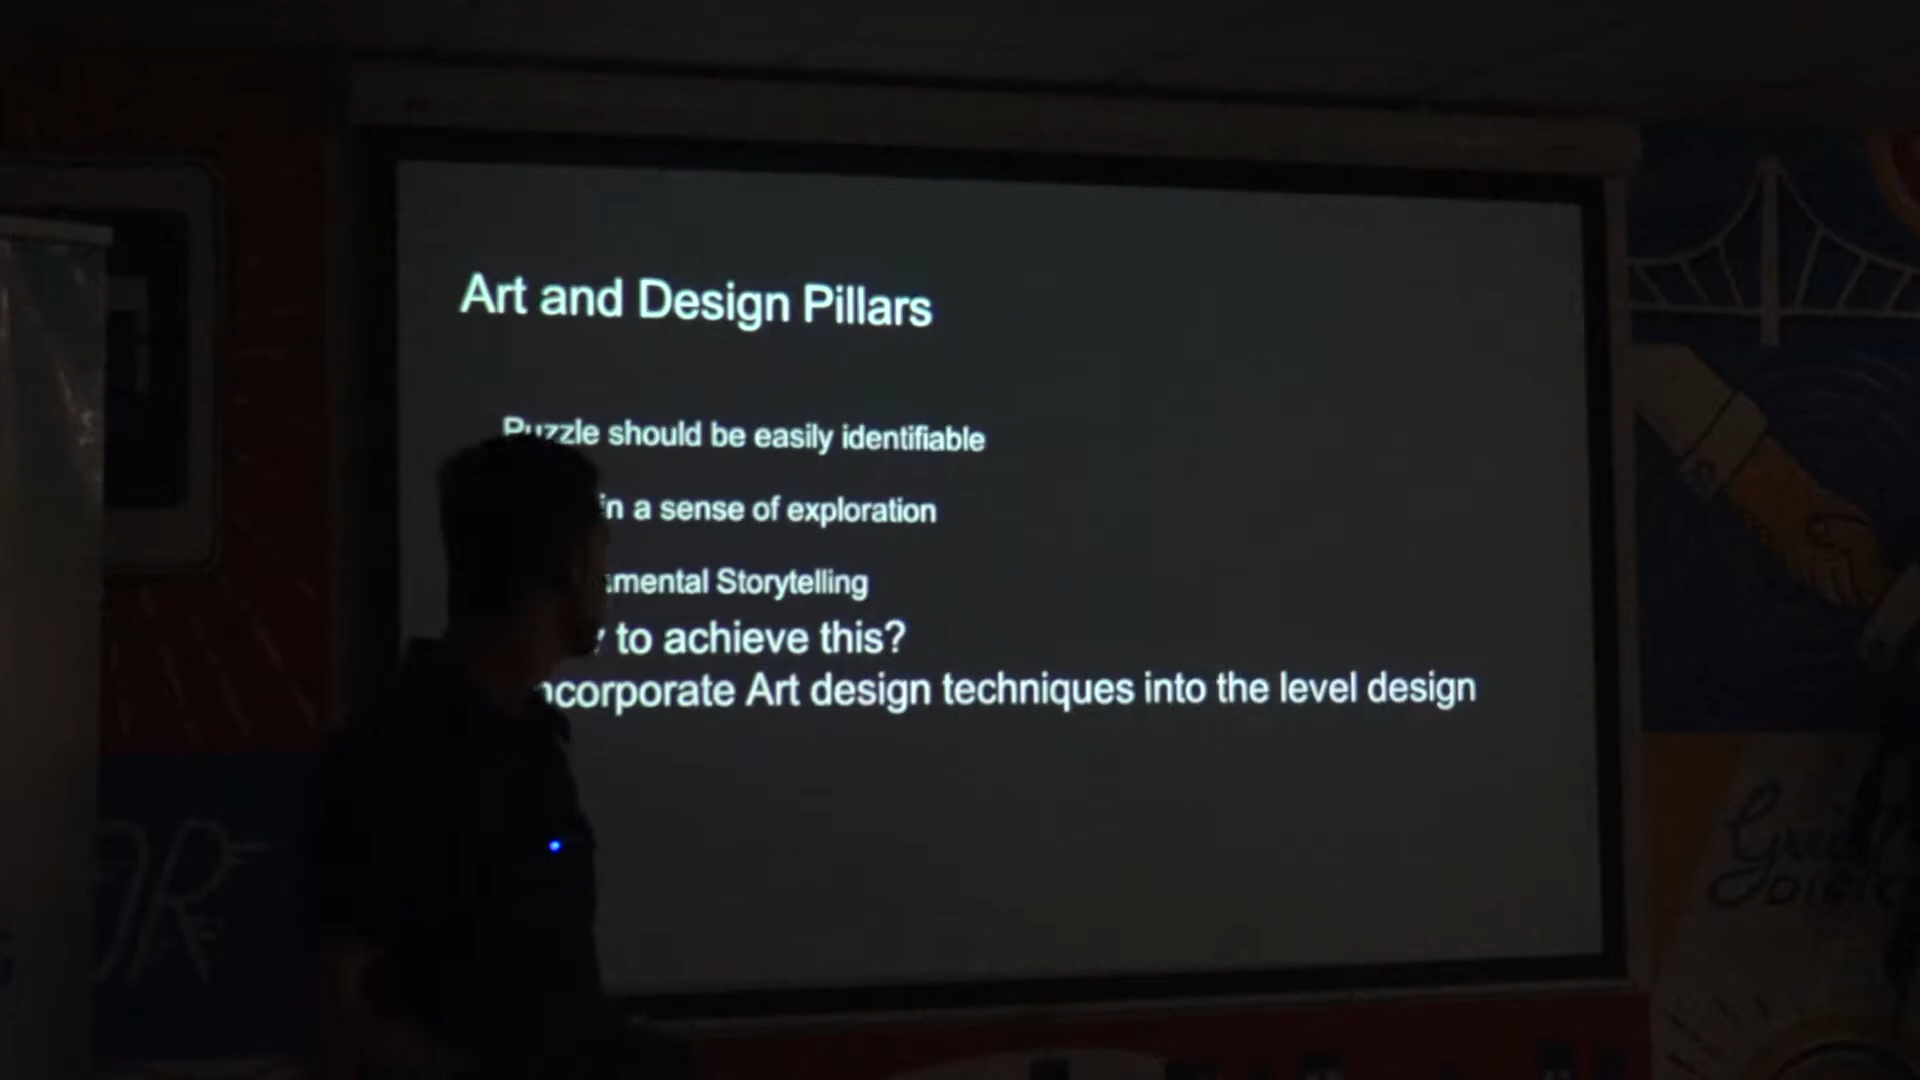 Art and Design Pillars
Puzzle should be easily identifiable
in a sense of exploration
mental Storytelling
to achieve this?
ncorporate Art design techniques into the level design